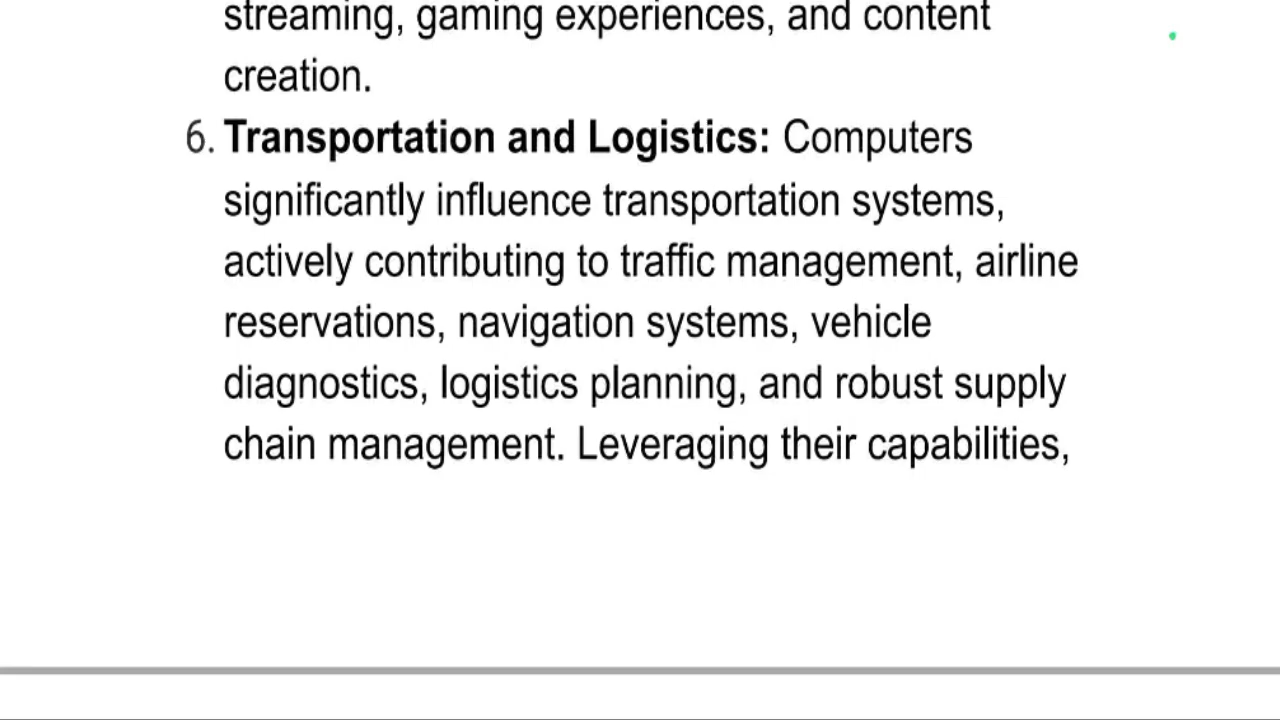 streaming, gaming experiences, and content
creation.
6. Transportation and Logistics: Computers
significantly influence transportation systems,
actively contributing to traffic management, airline
reservations, navigation systems, vehicle
diagnostics, logistics planning, and robust supply
chain management. Leveraging their capabilities,